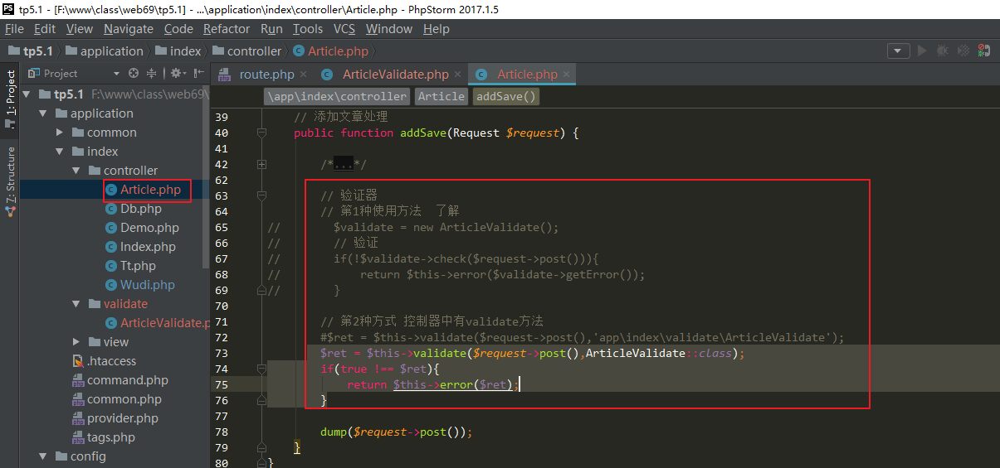 PS tp5.1 - [F:\www\class\web69\tp5.1] - ...\application\index\controller\Article.php - PhpStorm 2017.1.5
File Edit View Navigate Code Refactor Run Tools VCS Window Help
tp5.1 application index controller Article.php
1: Project
7: Structure
Project
route.php × ArticleValidate.php × Article.php ×
\app\index\controller Article addSave()
tp5.1 F:\www\class\web69\
application
common
index
controller
Article.php
Db.php
Demo.php
Index.php
Tt.php
Wudi.php
validate
ArticleValidate.p
view
.htaccess
command.php
common.php
provider.php
tags.php
config
39 // 添加文章处理
40 public function addSave(Request $request) {
41
42 /*...*/
62
63 // 验证器
64 // 第1种使用方法 了解
65 // $validate = new ArticleValidate();
66 // // 验证
67 // if(!$validate->check($request->post())){
68 // return $this->error($validate->getError());
69 // }
70
71 // 第2种方式 控制器中有validate方法
72 #$ret = $this->validate($request->post(),'app\index\validate\ArticleValidate');
73 $ret = $this->validate($request->post(),ArticleValidate::class);
74 if(true !== $ret){
75 return $this->error($ret);
76 }
77
78 dump($request->post());
79 }
80 }